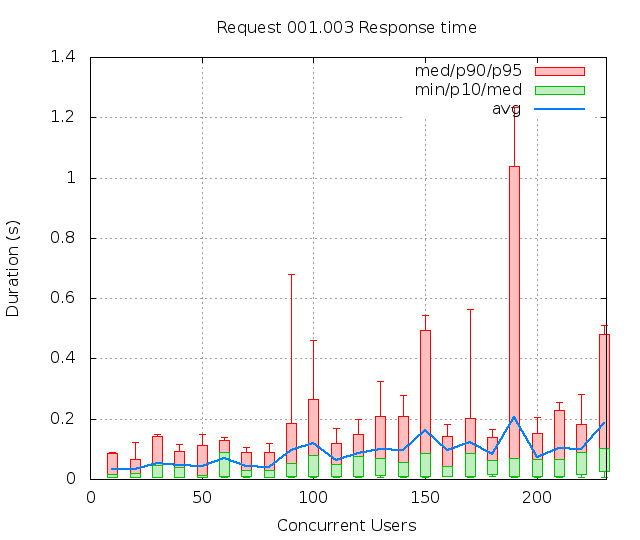 Request 001.003 Response time
med/p90/p95
min/p10/med
avg
1.4
1.2
1
0.8
0.6
0.4
0.2
0
Duration (s)
0 50 100 150 200
Concurrent Users